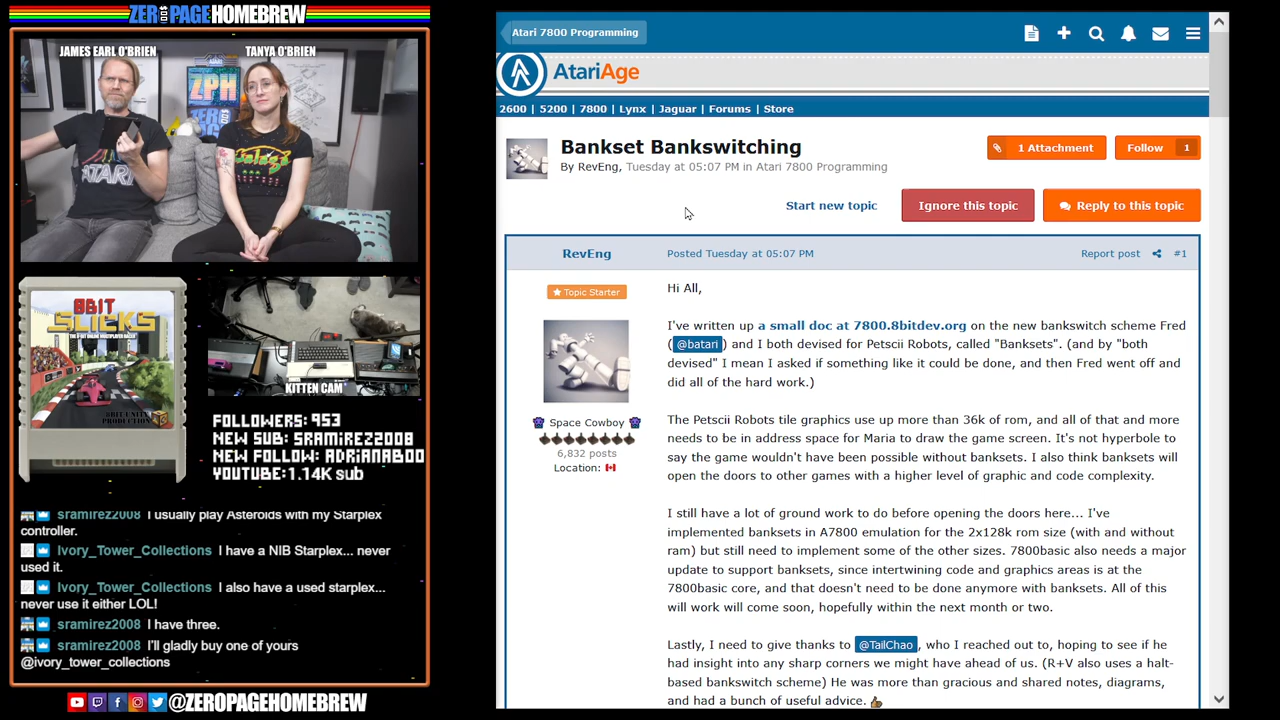 ZEROPAGE HOMEBREW
JAMES EARL O'BRIEN
TANYA O'BRIEN
ATARI
ZPH
8BIT
SLICKS
KITTEN CAM
FOLLOWERS: 953
NEW SUB: SRAMIREZ2008
NEW FOLLOW: ADRIANABOO
YOUTUBE:1.14K SUB
sramirez2008 I usually play Asteroids with my Starplex
controller.
Ivory_Tower_Collections I have a NIB Starplex... never
used it.
Ivory_Tower_Collections I also have a used starplex...
never use it either LOL!
sramirez2008 I have three.
sramirez2008 I'll gladly buy one of yours
@ivory_tower_collections
@ZEROPAGEHOMEBREW
Atari 7800 Programming
AtariAge
2600 | 5200 | 7800 | Lynx | Jaguar | Forums | Store
Bankset Bankswitching
By RevEng, Tuesday at 05:07 PM in Atari 7800 Programming
1 Attachment
Follow 1
Start new topic
Ignore this topic
Reply to this topic
RevEng
Posted Tuesday at 05:07 PM
Report post
#1
Topic Starter
Space Cowboy
6,832 posts
Location:
Hi All,
I've written up a small doc at 7800.8bitdev.org on the new bankswitch scheme Fred
(@batari) and I both devised for Petscii Robots, called "Banksets". (and by "both
devised" I mean I asked if something like it could be done, and then Fred went off and
did all of the hard work.)
The Petscii Robots tile graphics use up more than 36k of rom, and all of that and more
needs to be in address space for Maria to draw the game screen. It's not hyperbole to
say the game wouldn't have been possible without banksets. I also think banksets will
open the doors to other games with a higher level of graphic and code complexity.
I still have a lot of ground work to do before opening the doors here... I've
implemented banksets in A7800 emulation for the 2x128k rom size (with and without
ram) but still need to implement some of the other sizes. 7800basic also needs a major
update to support banksets, since intertwining code and graphics areas is at the
7800basic core, and that doesn't need to be done anymore with banksets. All of this
will work will come soon, hopefully within the next month or two.
Lastly, I need to give thanks to @TailChao, who I reached out to, hoping to see if he
had insight into any sharp corners we might have ahead of us. (R+V also uses a halt-
based bankswitch scheme) He was more than gracious and shared notes, diagrams,
and had a bunch of useful advice.